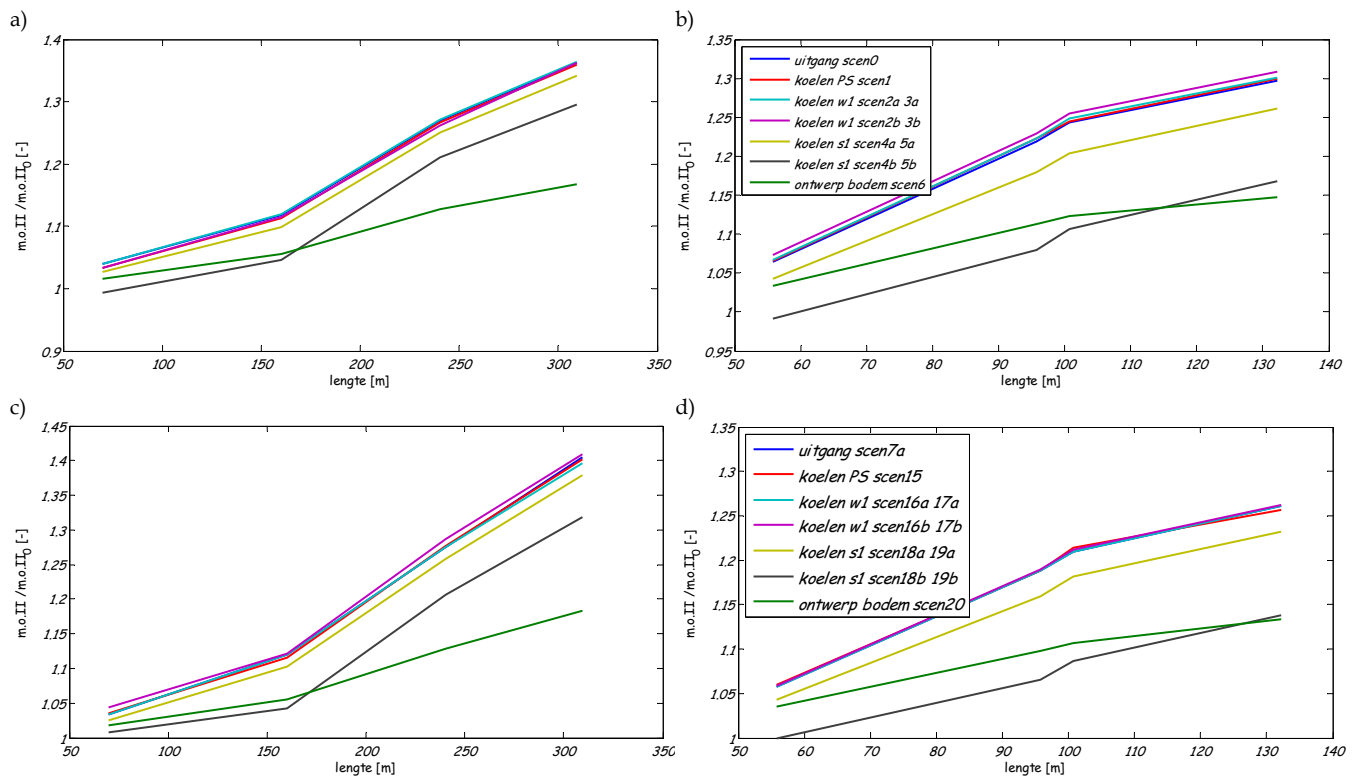 a)
1.4
1.3
1.2
1.1
1
0.9
m.o.II /m.o.II0 [-]
50 100 150 200 250 300 350
lengte [m]
b)
1.35
1.3
1.25
1.2
1.15
1.1
1.05
1
0.95
m.o.II /m.o.II0 [-]
uitgang scen0
koelen PS scen1
koelen w1 scen2a 3a
koelen w1 scen2b 3b
koelen s1 scen4a 5a
koelen s1 scen4b 5b
ontwerp bodem scen6
50 60 70 80 90 100 110 120 130 140
lengte [m]
c)
1.45
1.4
1.35
1.3
1.25
1.2
1.15
1.1
1.05
1
m.o.II /m.o.II0 [-]
50 100 150 200 250 300 350
lengte [m]
d)
1.35
1.3
1.25
1.2
1.15
1.1
1.05
1
m.o.II /m.o.II0 [-]
uitgang scen7a
koelen PS scen15
koelen w1 scen16a 17a
koelen w1 scen16b 17b
koelen s1 scen18a 19a
koelen s1 scen18b 19b
ontwerp bodem scen20
50 60 70 80 90 100 110 120 130 140
lengte [m]